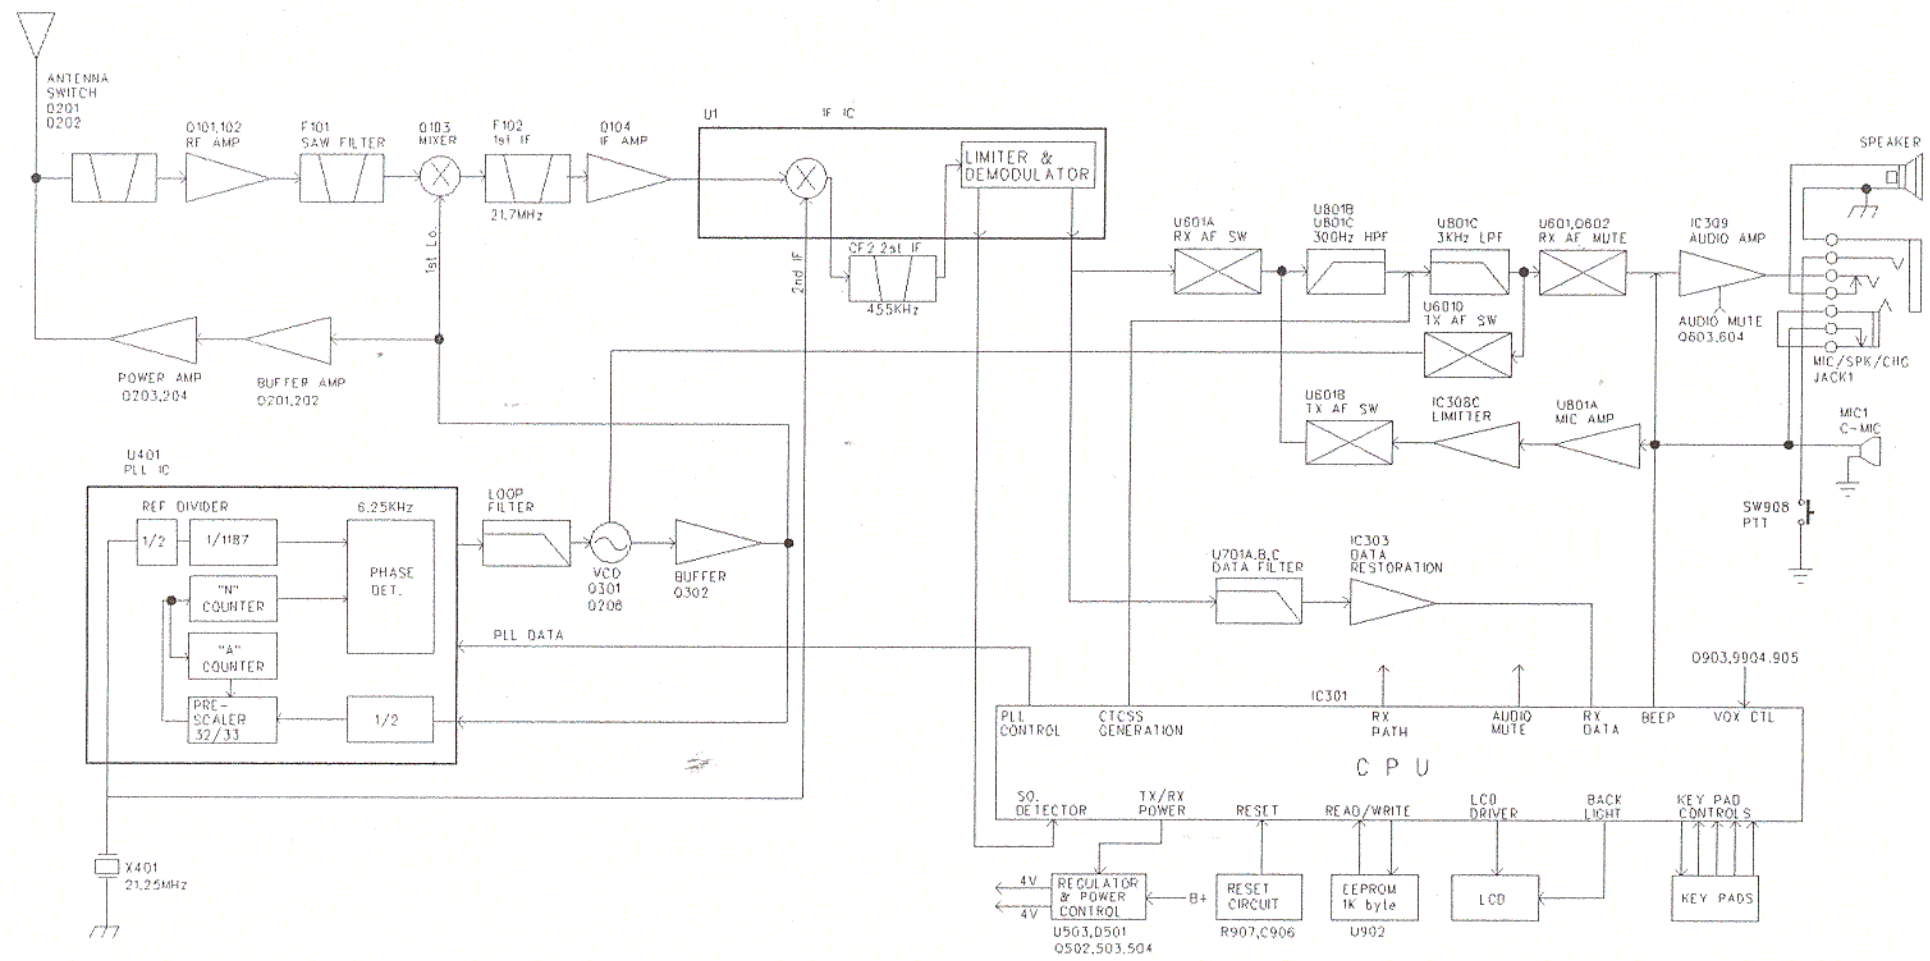 ANTENNA
SWITCH
D201
D202
Q101,102
RF AMP
F101
SAW FILTER
Q103
MIXER
F102
1st IF
21.7MHz
Q104
IF AMP
U1
IF IC
LIMITER &
DEMODULATOR
CF2 2st IF
455KHz
1st Lo.
2nd IF
U601A
RX AF SW
U801B
U801C
300Hz HPF
U801C
3KHz LPF
U601,Q602
RX AF MUTE
IC309
AUDIO AMP
SPEAKER
AUDIO MUTE
Q603,604
U601D
TX AF SW
MIC/SPK/CHG
JACK1
POWER AMP
Q203,204
BUFFER AMP
Q201,202
U601B
TX AF SW
IC308C
LIMITTER
U801A
MIC AMP
MIC1
C-MIC
SW908
PTT
U401
PLL IC
REF DIVIDER
1/2
1/1187
6.25KHz
PHASE
DET.
"N"
COUNTER
"A"
COUNTER
PRE-
SCALER
32/33
1/2
LOOP
FILTER
VCO
Q301
Q206
BUFFER
Q302
PLL DATA
U701A,B,C
DATA FILTER
IC303
DATA
RESTORATION
Q903,9904,905
IC301
PLL
CONTROL
CTCSS
GENERATION
RX
PATH
AUDIO
MUTE
RX
DATA
BEEP
VOX CTL
CPU
SQ.
DETECTOR
TX/RX
POWER
RESET
READ/WRITE
LCD
DRIVER
BACK
LIGHT
KEY PAD
CONTROLS
X401
21.25MHz
4V
4V
REGULATOR
& POWER
CONTROL
B+
U503,D501
Q502,503,504
RESET
CIRCUIT
R907,C906
EEPROM
1K byte
U902
LCD
KEY PADS